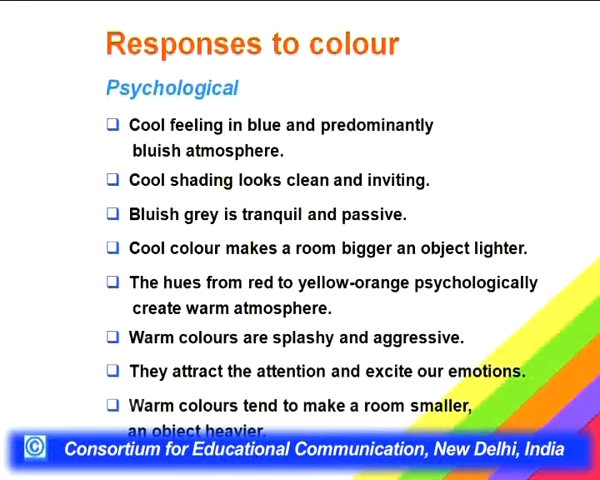 Responses to colour
Psychological
Cool feeling in blue and predominantly
bluish atmosphere.
Cool shading looks clean and inviting.
Bluish grey is tranquil and passive.
Cool colour makes a room bigger an object lighter.
The hues from red to yellow-orange psychologically
create warm atmosphere.
Warm colours are splashy and aggressive.
They attract the attention and excite our emotions.
Warm colours tend to make a room smaller,
an object heavier.
© Consortium for Educational Communication, New Delhi, India